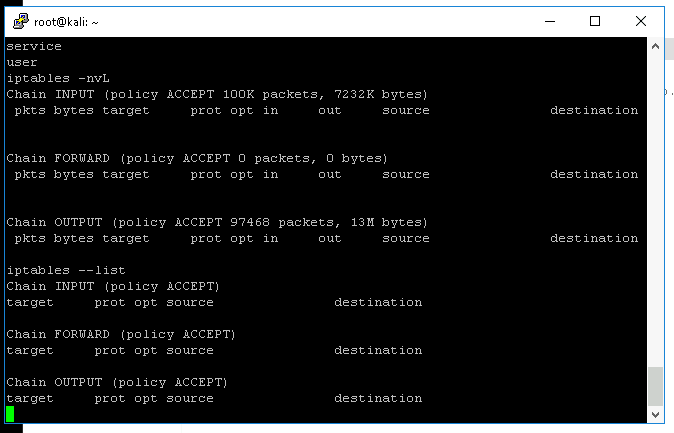 root@kali: ~
service
user
iptables -nvL
Chain INPUT (policy ACCEPT 100K packets, 7232K bytes)
pkts bytes target prot opt in out source destination
Chain FORWARD (policy ACCEPT 0 packets, 0 bytes)
pkts bytes target prot opt in out source destination
Chain OUTPUT (policy ACCEPT 97468 packets, 13M bytes)
pkts bytes target prot opt in out source destination
iptables --list
Chain INPUT (policy ACCEPT)
target prot opt source destination
Chain FORWARD (policy ACCEPT)
target prot opt source destination
Chain OUTPUT (policy ACCEPT)
target prot opt source destination